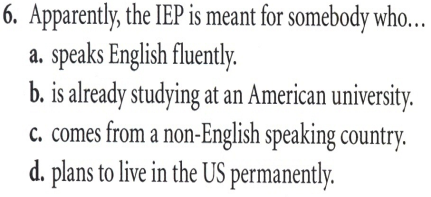 6. Apparently, the IEP is meant for somebody who…
a. speaks English fluently.
b. is already studying at an American university.
c. comes from a non-English speaking country.
d. plans to live in the US permanently.